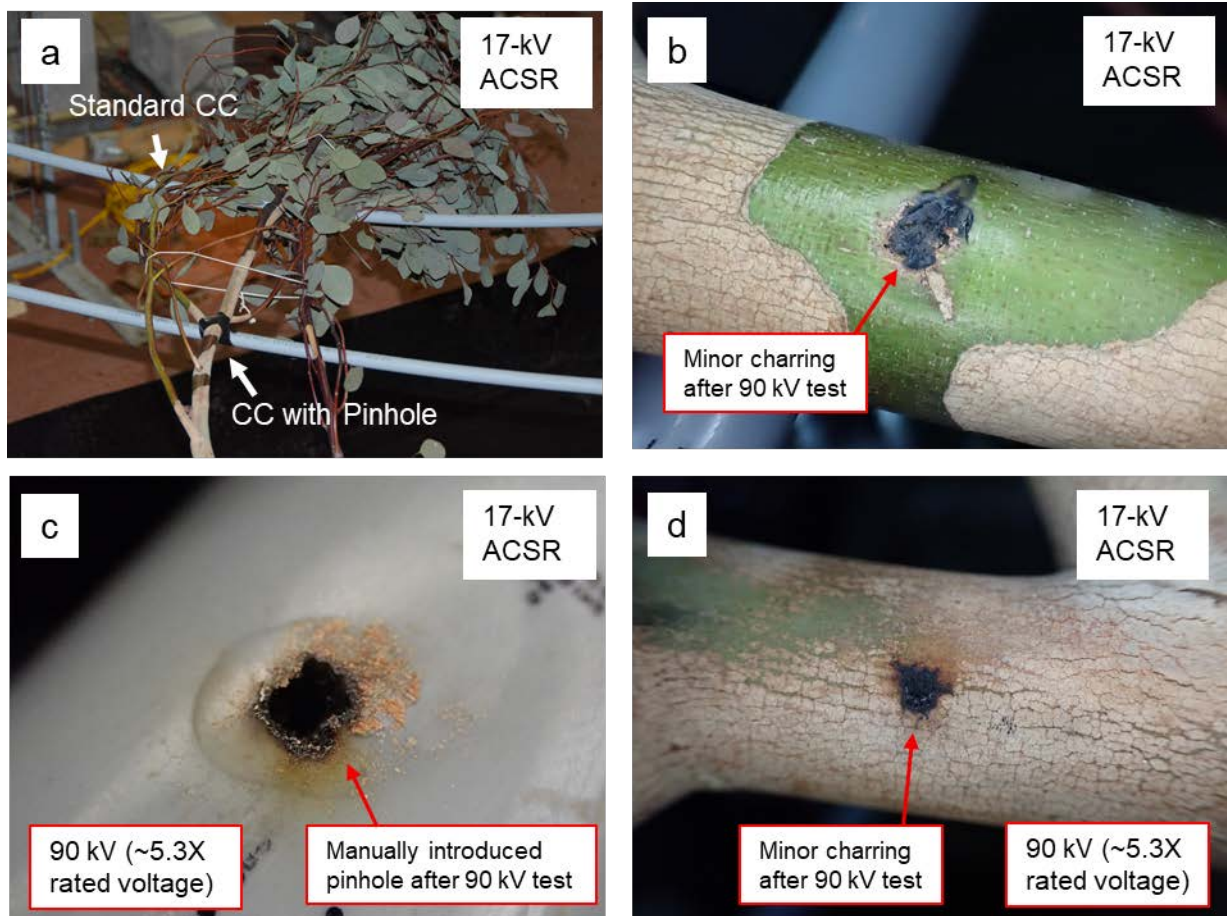 a
17-kV
ACSR
Standard CC
CC with Pinhole
b
17-kV
ACSR
Minor charring
after 90 kV test
c
17-kV
ACSR
90 kV (~5.3X
rated voltage)
Manually introduced
pinhole after 90 kV test
d
17-kV
ACSR
Minor charring
after 90 kV test
90 kV (~5.3X
rated voltage)